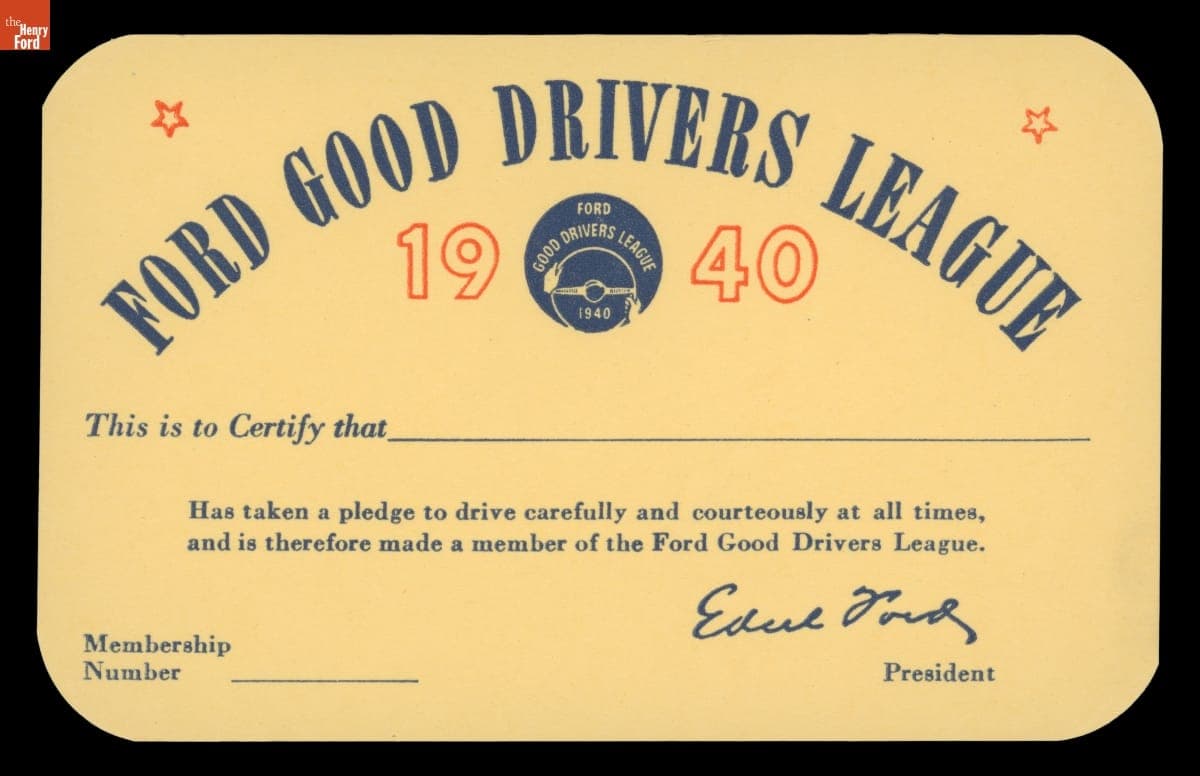 the
Henry
Ford
FORD GOOD DRIVERS LEAGUE
19 40
FORD
GOOD DRIVERS LEAGUE
1940
This is to Certify that
Has taken a pledge to drive carefully and courteously at all times,
and is therefore made a member of the Ford Good Drivers League.
Edsel Ford
Membership
Number
President